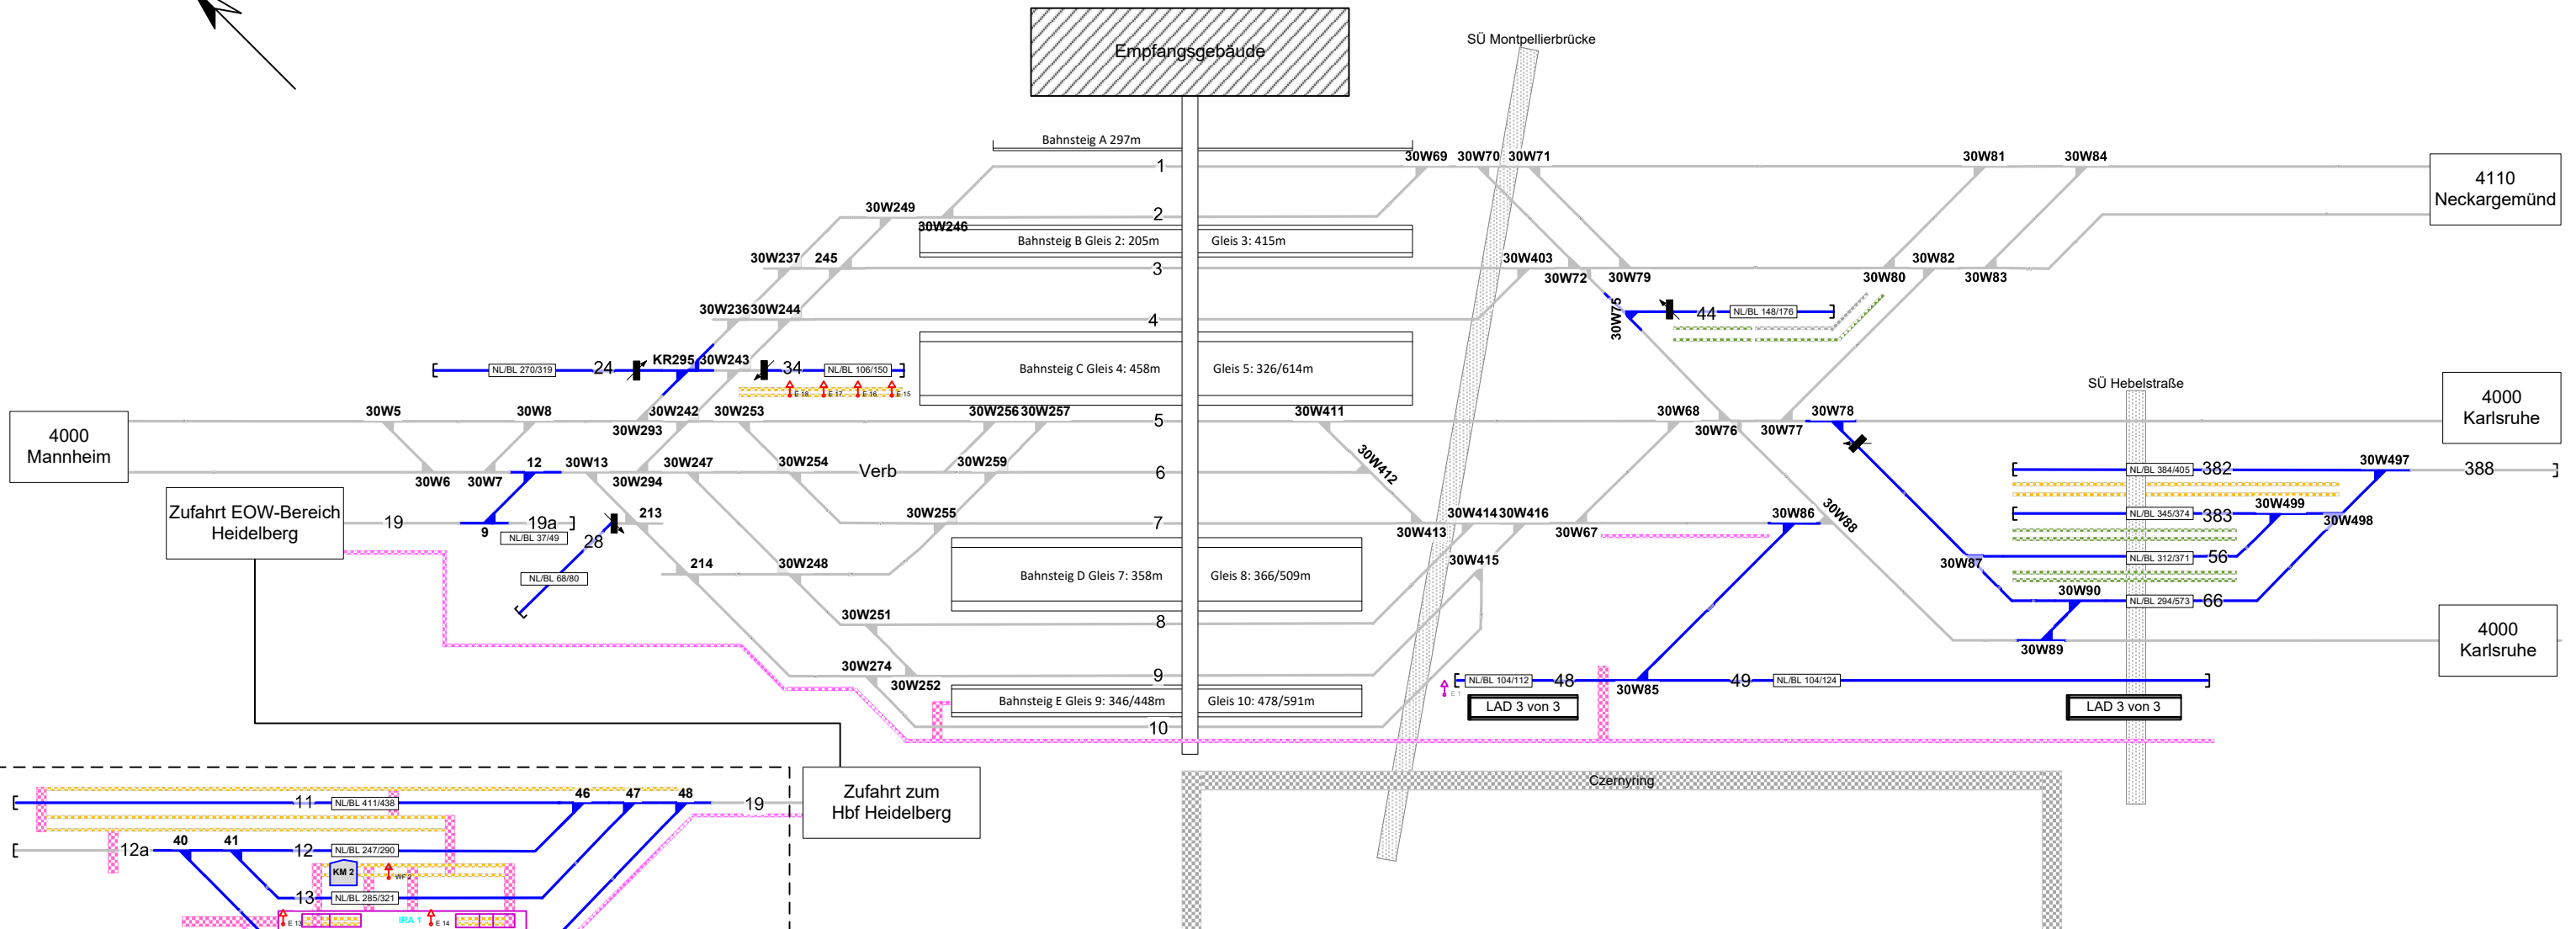 Empfangsgebäude
SÜ Montpellierbrücke
Bahnsteig A 297m
1
30W69 30W70 30W71
30W81 30W84
4110
Neckargemünd
30W249
30W246
2
Bahnsteig B Gleis 2: 205m Gleis 3: 415m
30W237 245
3
30W403
30W72 30W79
30W80
30W82
30W83
30W236 30W244
4
30W75
44 NL/BL 148/176
NL/BL 270/319 24
KR295 30W243
34 NL/BL 106/150
E 18 E 17 E 16 E 15
Bahnsteig C Gleis 4: 458m Gleis 5: 326/614m
SÜ Hebelstraße
4000
Mannheim
30W5 30W8
30W293
30W242 30W253
30W256 30W257
5
30W411
30W68
30W76 30W77
30W78
4000
Karlsruhe
30W6 30W7
12 30W13
30W294
30W247 30W254
Verb
30W259
6
30W412
NL/BL 384/405 382
30W497
388
Zufahrt EOW-Bereich
Heidelberg
19
9
19a
NL/BL 37/49
28
213
30W255
7
30W413
30W414 30W416
30W67
30W86
30W88
NL/BL 345/374 383
30W499
30W498
NL/BL 68/80
214 30W248
Bahnsteig D Gleis 7: 358m Gleis 8: 366/509m
30W415
30W87
NL/BL 312/371 56
30W90
NL/BL 294/573 66
30W251
8
30W89
4000
Karlsruhe
30W274
30W252
9
E 1
NL/BL 104/112 48
30W85
49 NL/BL 104/124
Bahnsteig E Gleis 9: 346/448m Gleis 10: 478/591m
LAD 3 von 3
LAD 3 von 3
10
Czernyring
Zufahrt zum
Hbf Heidelberg
11 NL/BL 411/438
46 47 48
19
12a
40 41
12 NL/BL 247/290
KM 2
WF 2
13 NL/BL 285/321
E 13
IRA 1
E 14